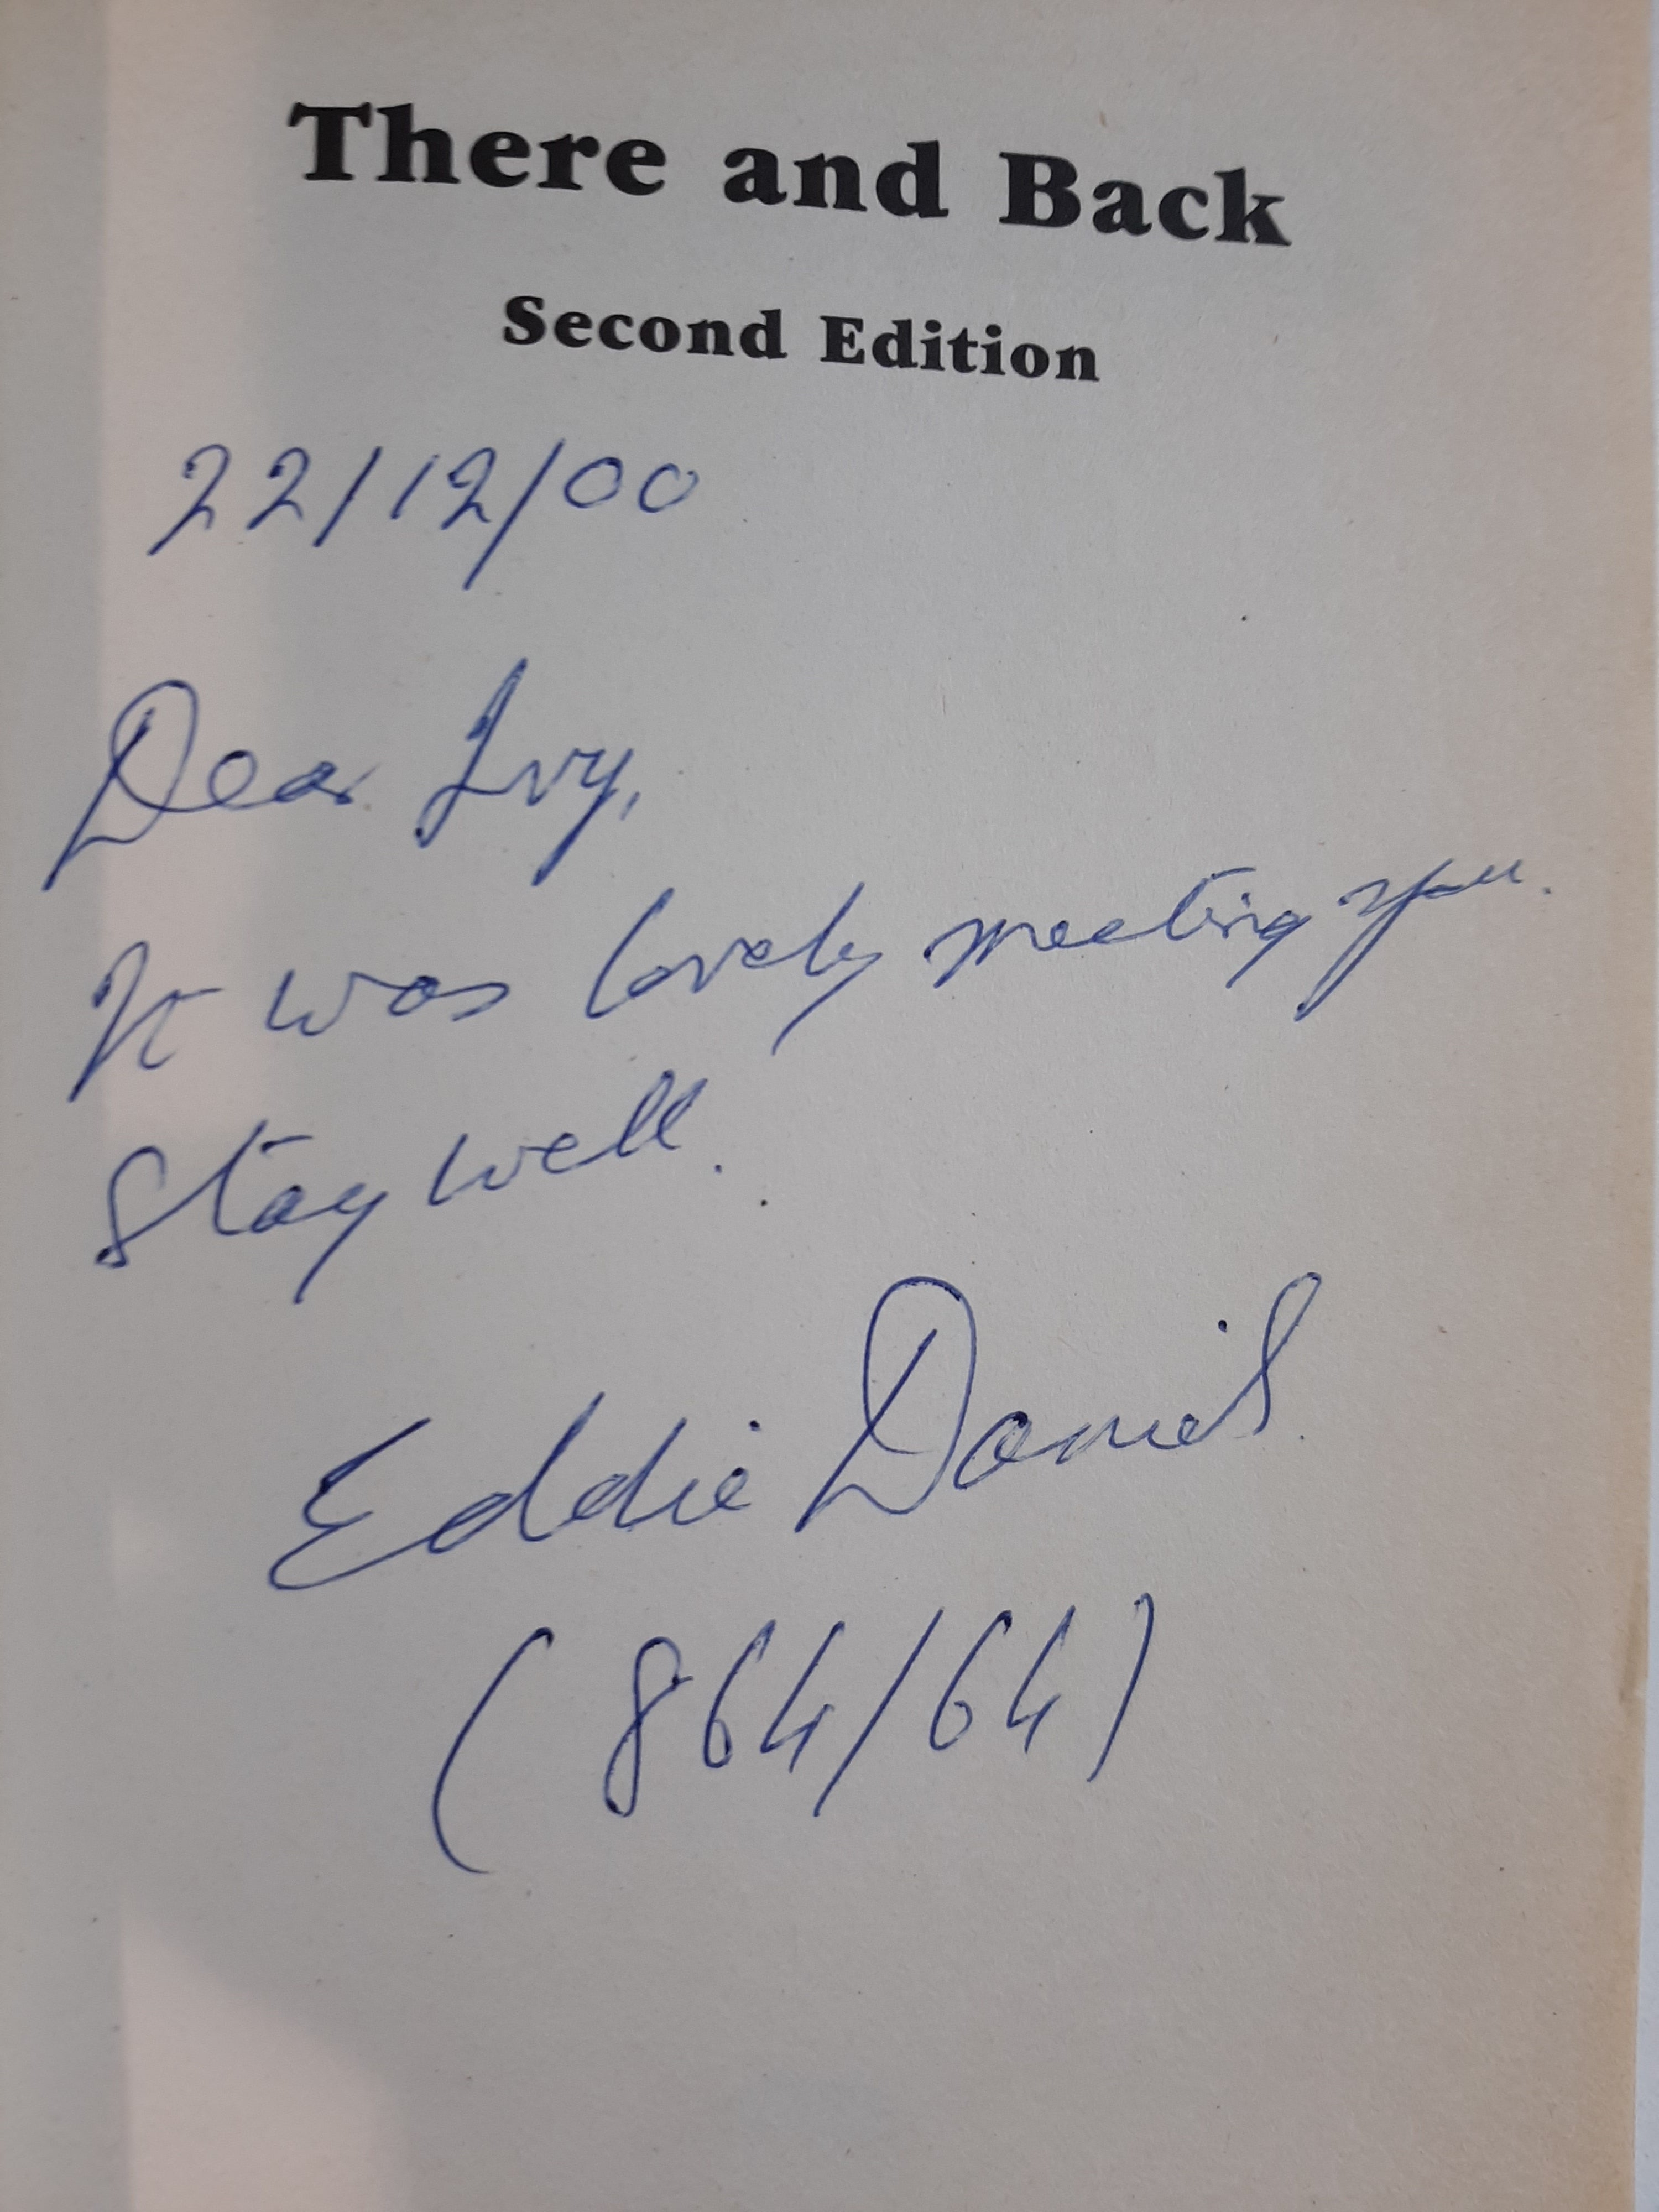 There and Back
Second Edition
22/12/00
Dear Ivy,
It was lovely meeting you.
Stay well.
Eddie Daniels
(864/64)